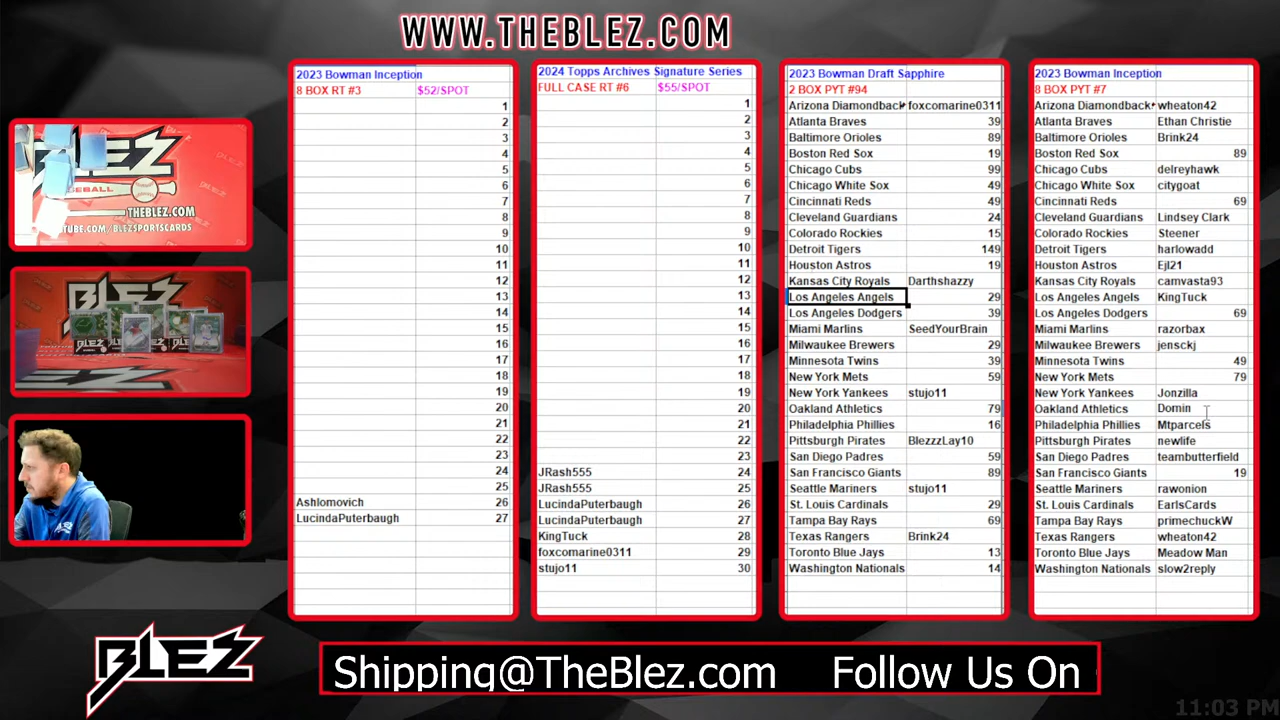 WWW.THEBLEZ.COM
BLEZ
BASEBALL
THEBLEZ.COM
BLEZ
2023 Bowman Inception
8 BOX RT #3 $52/SPOT
1
2
3
4
5
6
7
8
9
10
11
12
13
14
15
16
17
18
19
20
21
22
23
24
25
Ashlomovich 26
LucindaPuterbaugh 27
2024 Topps Archives Signature Series
FULL CASE RT #6 $55/SPOT
1
2
3
4
5
6
7
8
9
10
11
12
13
14
15
16
17
18
19
20
21
22
23
JRash555 24
JRash555 25
LucindaPuterbaugh 26
LucindaPuterbaugh 27
KingTuck 28
foxcomarine0311 29
stujo11 30
2023 Bowman Draft Sapphire
2 BOX PYT #94
Arizona Diamondback foxcomarine0311
Atlanta Braves 39
Baltimore Orioles 89
Boston Red Sox 19
Chicago Cubs 99
Chicago White Sox 49
Cincinnati Reds 49
Cleveland Guardians 24
Colorado Rockies 15
Detroit Tigers 149
Houston Astros 19
Kansas City Royals Darthshazzy
Los Angeles Angels 29
Los Angeles Dodgers 39
Miami Marlins SeedYourBrain
Milwaukee Brewers 29
Minnesota Twins 39
New York Mets 59
New York Yankees stujo11
Oakland Athletics 79
Philadelphia Phillies 16
Pittsburgh Pirates BlezzzLay10
San Diego Padres 59
San Francisco Giants 89
Seattle Mariners stujo11
St. Louis Cardinals 29
Tampa Bay Rays 69
Texas Rangers Brink24
Toronto Blue Jays 13
Washington Nationals 14
2023 Bowman Inception
8 BOX PYT #7
Arizona Diamondback wheaton42
Atlanta Braves Ethan Christie
Baltimore Orioles Brink24
Boston Red Sox 89
Chicago Cubs delreyhawk
Chicago White Sox citygoat
Cincinnati Reds 69
Cleveland Guardians Lindsey Clark
Colorado Rockies Steener
Detroit Tigers harlowadd
Houston Astros Ejl21
Kansas City Royals camvasta93
Los Angeles Angels KingTuck
Los Angeles Dodgers 69
Miami Marlins razorbax
Milwaukee Brewers jensckj
Minnesota Twins 49
New York Mets 79
New York Yankees Jonzilla
Oakland Athletics Domin
Philadelphia Phillies Mtparcels
Pittsburgh Pirates newlife
San Diego Padres teambutterfield
San Francisco Giants 19
Seattle Mariners rawonion
St. Louis Cardinals EarlsCards
Tampa Bay Rays primechuckW
Texas Rangers wheaton42
Toronto Blue Jays Meadow Man
Washington Nationals slow2reply
BLEZ
Shipping@TheBlez.com Follow Us On
11:03 PM